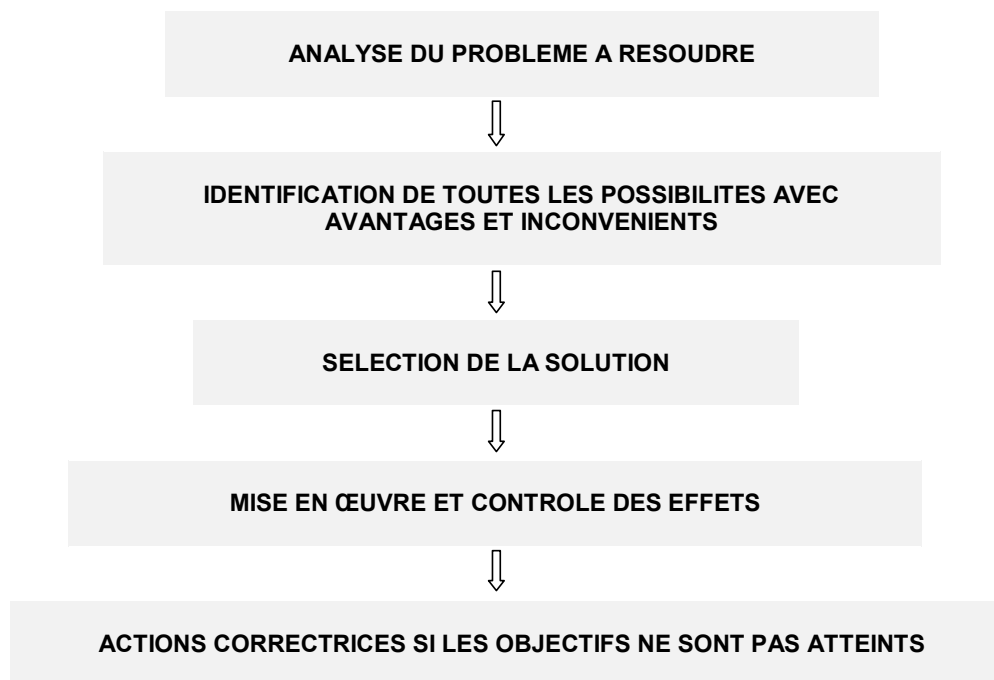 ANALYSE DU PROBLEME A RESOUDRE
IDENTIFICATION DE TOUTES LES POSSIBILITES AVEC
AVANTAGES ET INCONVENIENTS
SELECTION DE LA SOLUTION
MISE EN ŒUVRE ET CONTROLE DES EFFETS
ACTIONS CORRECTRICES SI LES OBJECTIFS NE SONT PAS ATTEINTS